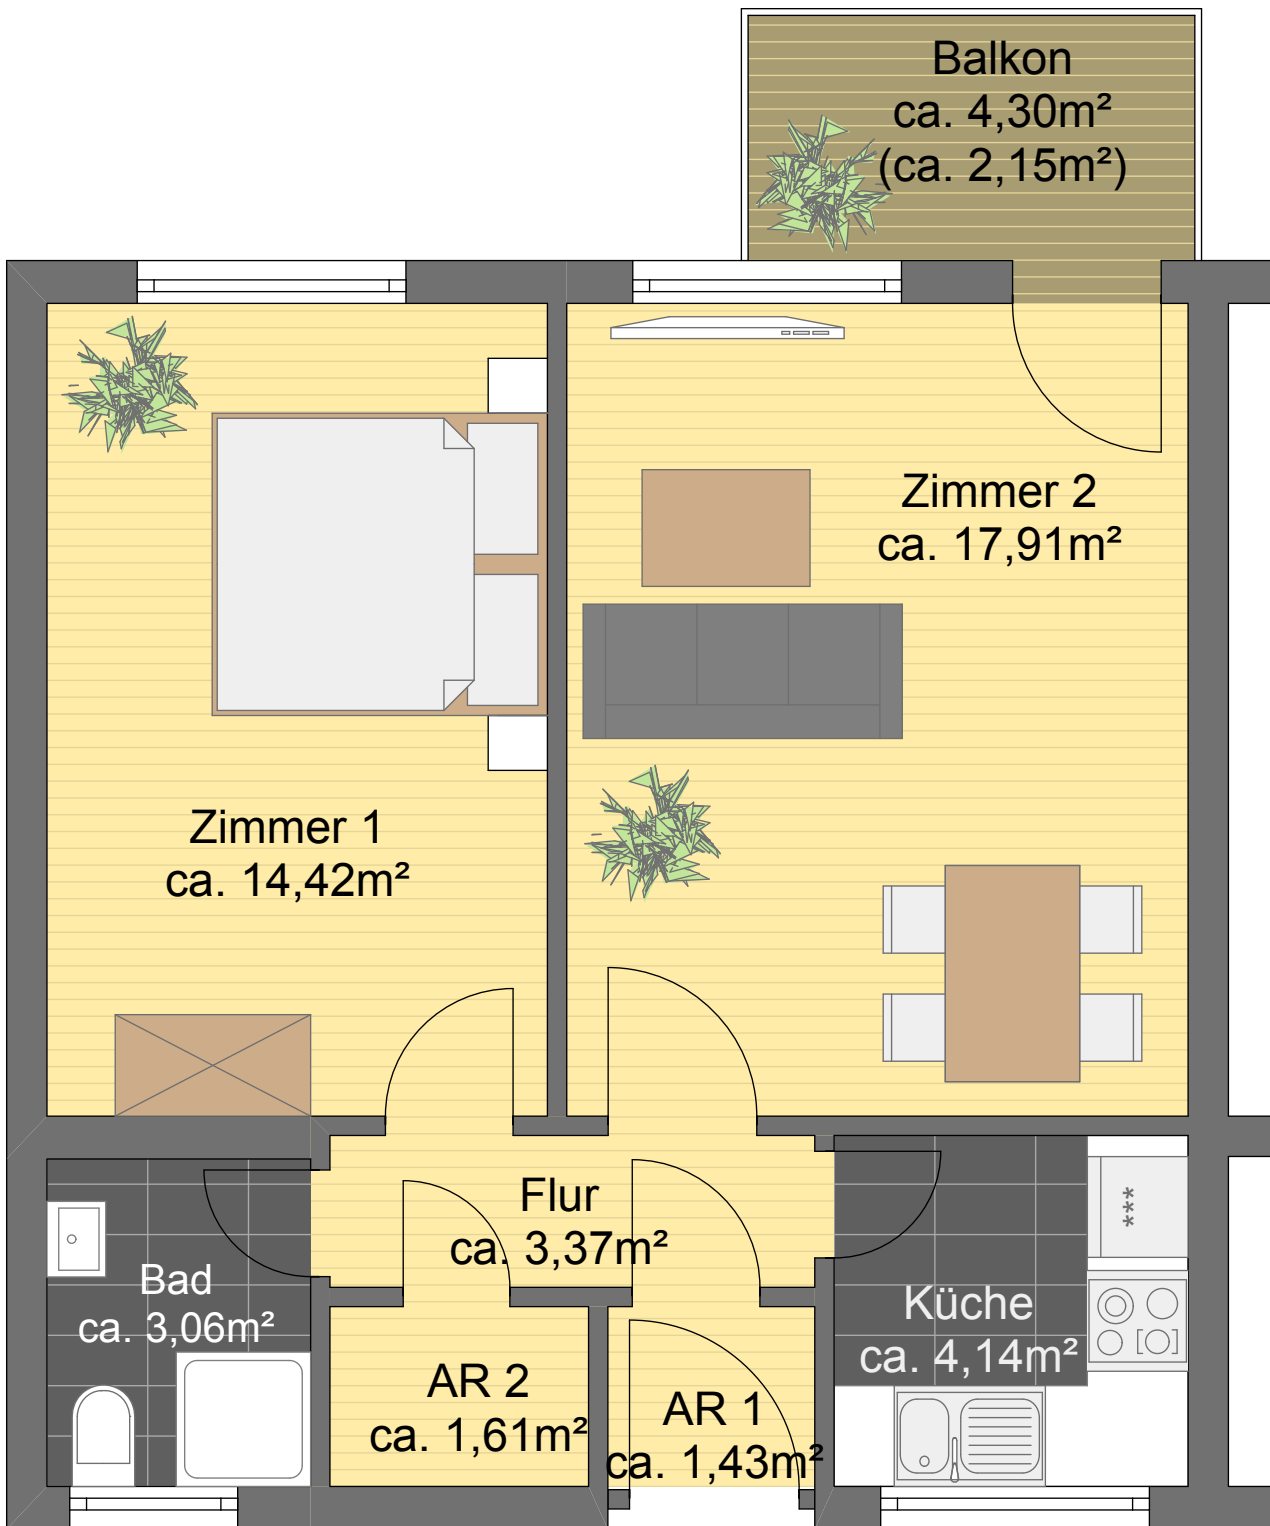 Balkon
ca. 4,30m²
(ca. 2,15m²)
Zimmer 2
ca. 17,91m²
Zimmer 1
ca. 14,42m²
Flur
ca. 3,37m²
***
Bad
ca. 3,06m²
Küche
ca. 4,14m²
AR 2
ca. 1,61m²
AR 1
ca. 1,43m²